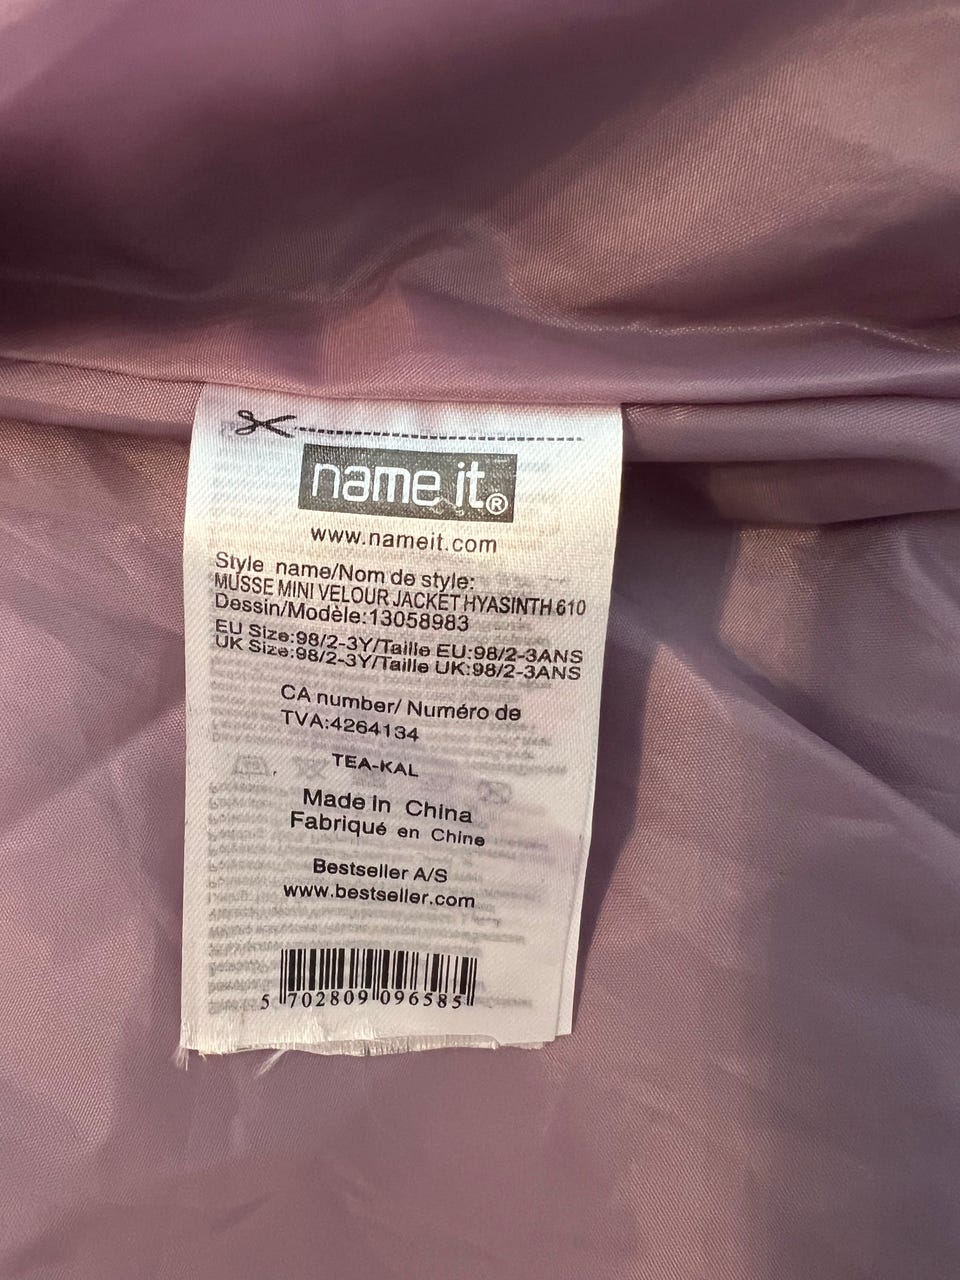 name it®
www.nameit.com
Style name/Nom de style:
MUSSE MINI VELOUR JACKET HYASINTH 610
Dessin/Modèle:13058983
EU Size:98/2-3Y/Taille EU:98/2-3ANS
UK Size:98/2-3Y/Taille UK:98/2-3ANS
CA number/ Numéro de
TVA:4264134
TEA-KAL
Made in China
Fabriqué en Chine
Bestseller A/S
www.bestseller.com
5 702809 096585